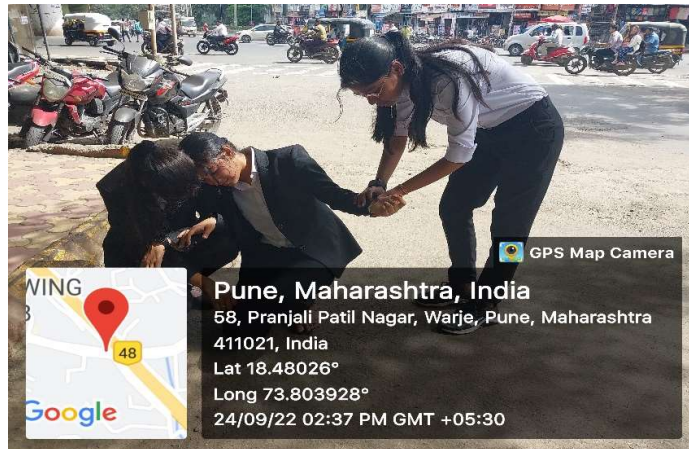 GPS Map Camera
WING
Pune, Maharashtra, India
58, Pranjali Patil Nagar, Warje, Pune, Maharashtra
411021, India
Lat 18.48026°
Long 73.803928°
24/09/22 02:37 PM GMT +05:30
48
Google